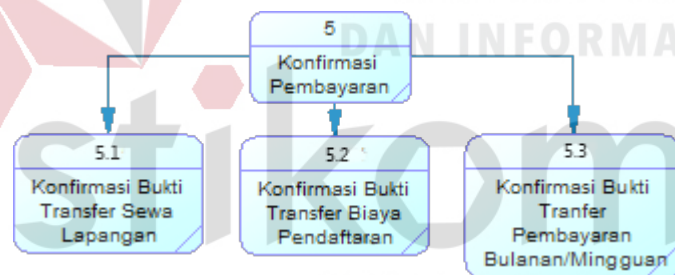 DAN INFORMA
5
Konfirmasi
Pembayaran
5.1
Konfirmasi Bukti
Transfer Sewa
Lapangan
5.2
Konfirmasi Bukti
Transfer Biaya
Pendaftaran
5.3
Konfirmasi Bukti
Tranfer
Pembayaran
Bulanan/Mingguan
stikom